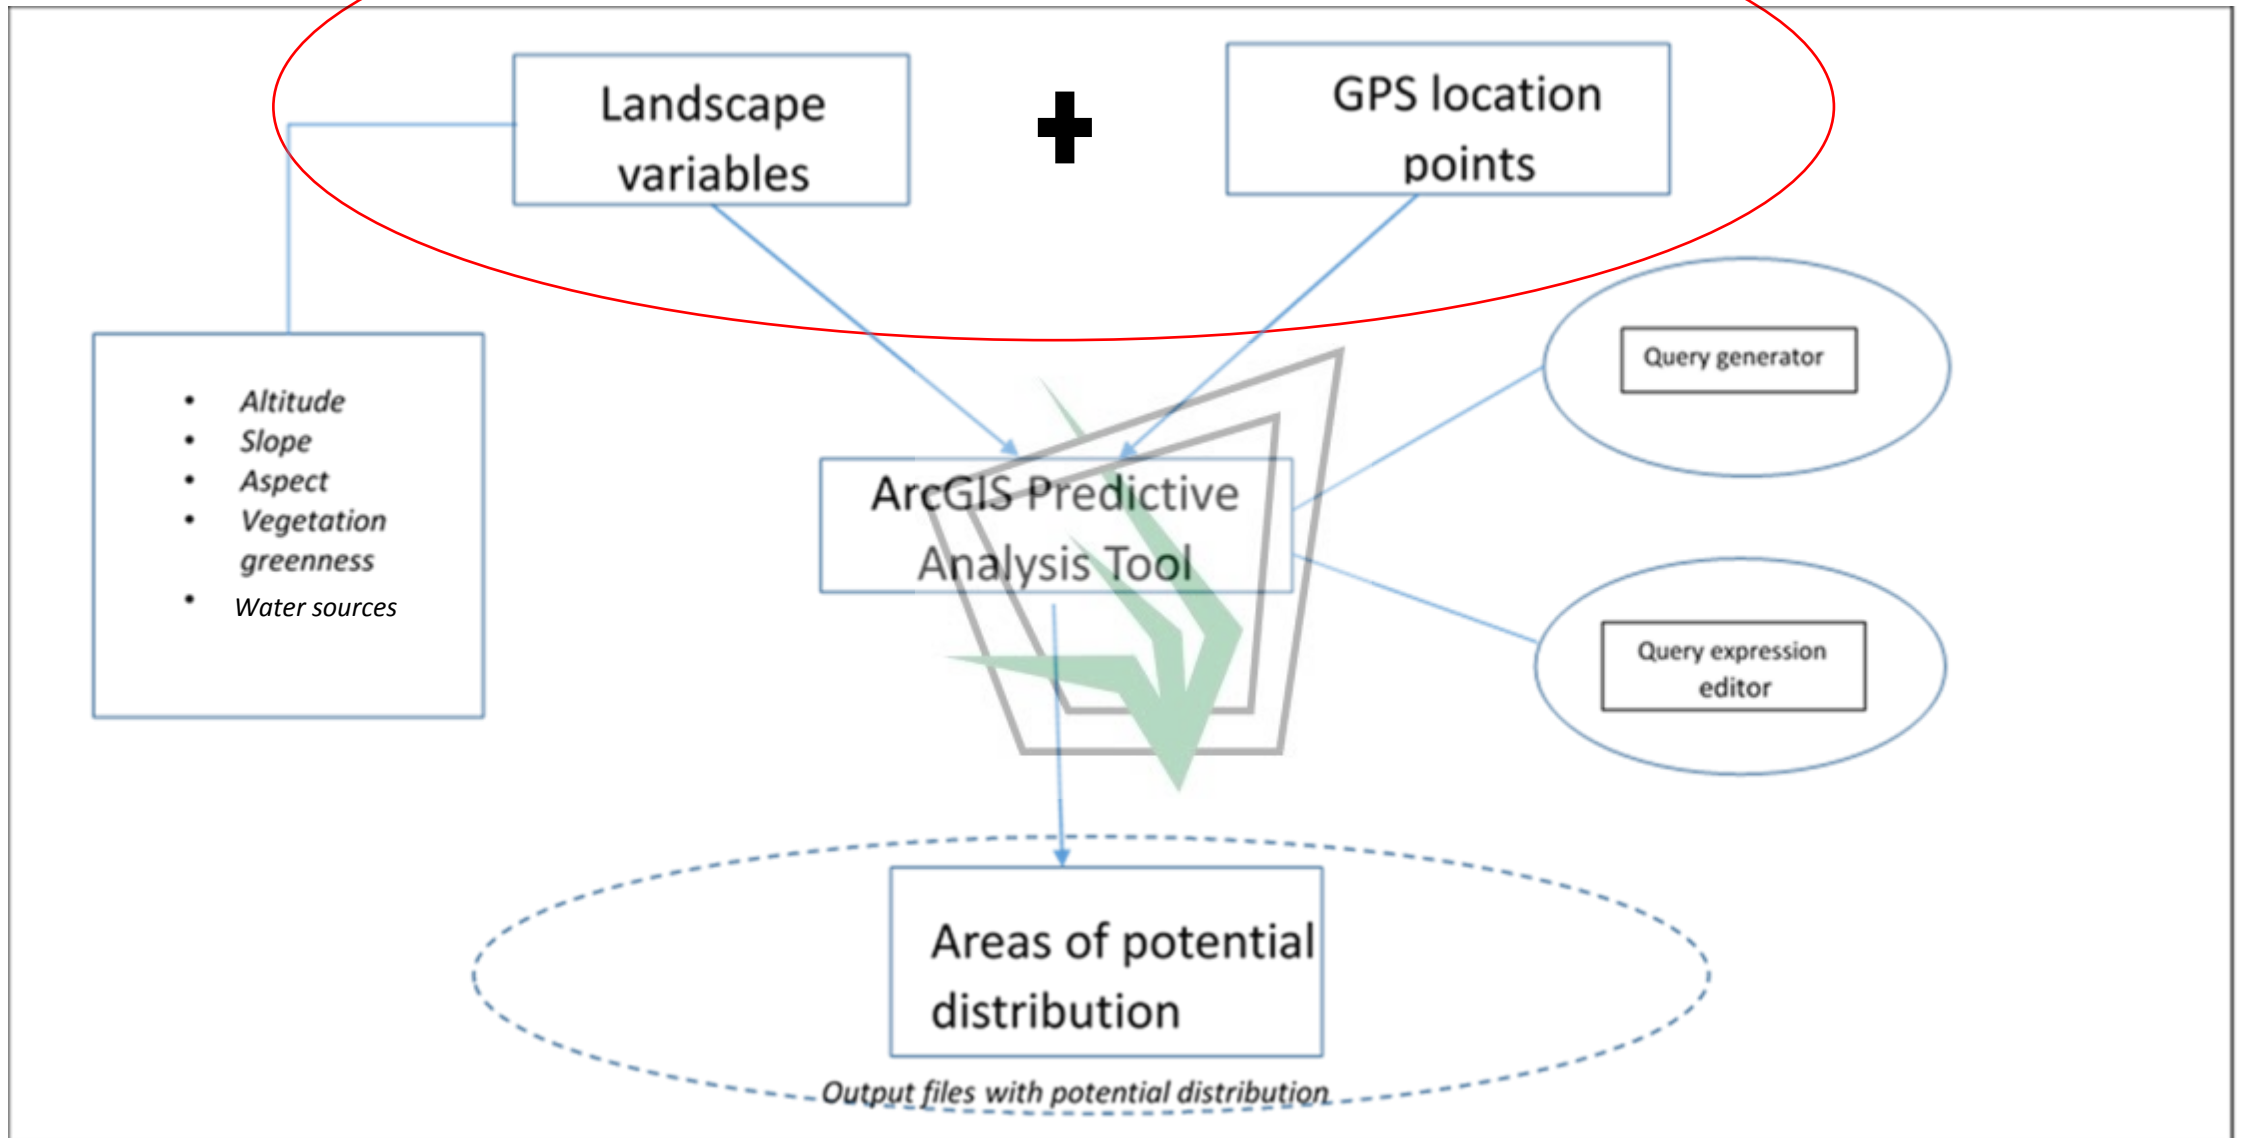 Landscape
variables
GPS location
points
• Altitude
• Slope
• Aspect
• Vegetation
greenness
• Water sources
ArcGIS Predictive
Analysis Tool
Query generator
Query expression
editor
Areas of potential
distribution
Output files with potential distribution